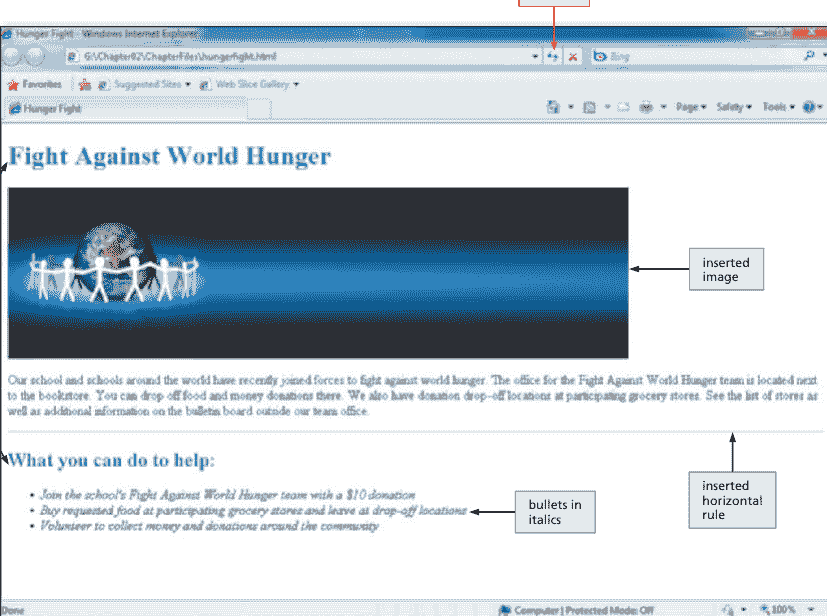 Hunger Fight - Windows Internet Explorer
G:\Chapter02\ChapterFiles\hungerfight.html
Bing
Favorites Suggested Sites Web Slice Gallery
Hunger Fight Page Safety Tools
Fight Against World Hunger
inserted
image
Our school and schools around the world have recently joined forces to fight against world hunger. The office for the Fight Against World Hunger team is located next
to the bookstore. You can drop off food and money donations there. We also have donation drop-off locations at participating grocery stores. See the list of stores as
well as additional information on the bulletin board outside our team office.
What you can do to help:
inserted
horizontal
rule
• Join the school's Fight Against World Hunger team with a $10 donation
• Buy requested food at participating grocery stores and leave at drop-off locations
• Volunteer to collect money and donations around the community
bullets in
italics
Done Computer | Protected Mode: Off 100%